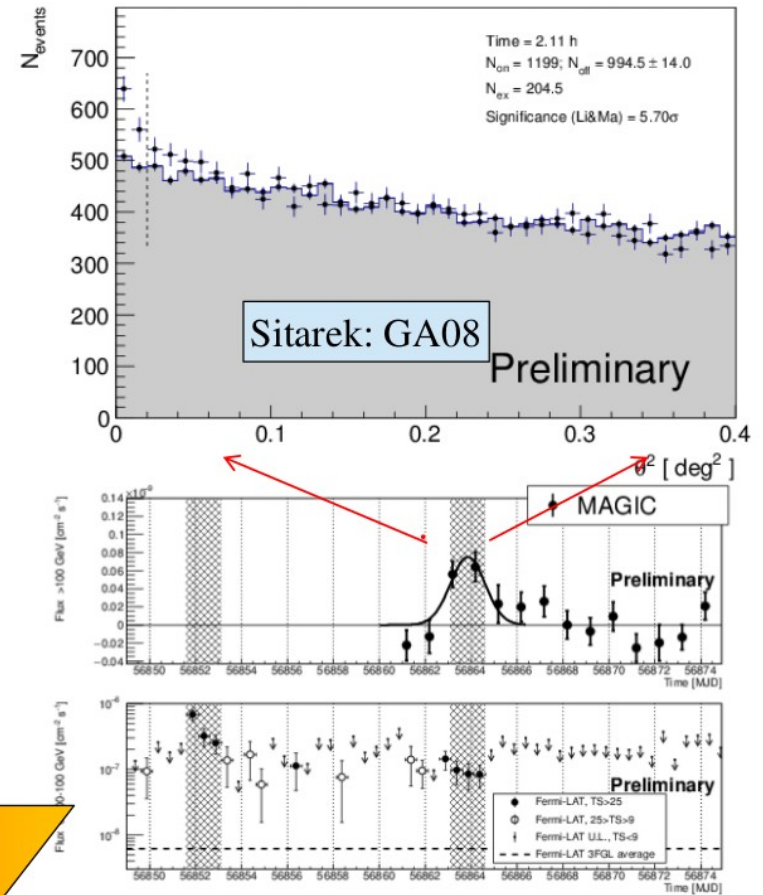 N_events
Time = 2.11 h
N_on = 1199; N_off = 994.5 ± 14.0
N_ex = 204.5
Significance (Li&Ma) = 5.70σ
700
600
500
400
300
200
100
0
Sitarek: GA08
Preliminary
0 0.1 0.2 0.3 0.4
θ² [ deg² ]
MAGIC
Preliminary
Flux >100 GeV [cm⁻² s⁻¹]
0.14
0.12
0.1
0.08
0.06
0.04
0.02
0
−0.02
−0.04
56850 56852 56854 56856 56858 56860 56862 56864 56866 56868 56870 56872 56874
Time [MJD]
10⁻⁶
10⁻⁷
10⁻⁸
-100 GeV [cm⁻² s⁻¹]
Preliminary
Fermi-LAT, TS>25
Fermi-LAT, 25>TS>9
Fermi-LAT U.L., TS<9
Fermi-LAT 3FGL average
56850 56852 56854 56856 56858 56860 56862 56864 56866 56868 56870 56872 56874
Time [MJD]